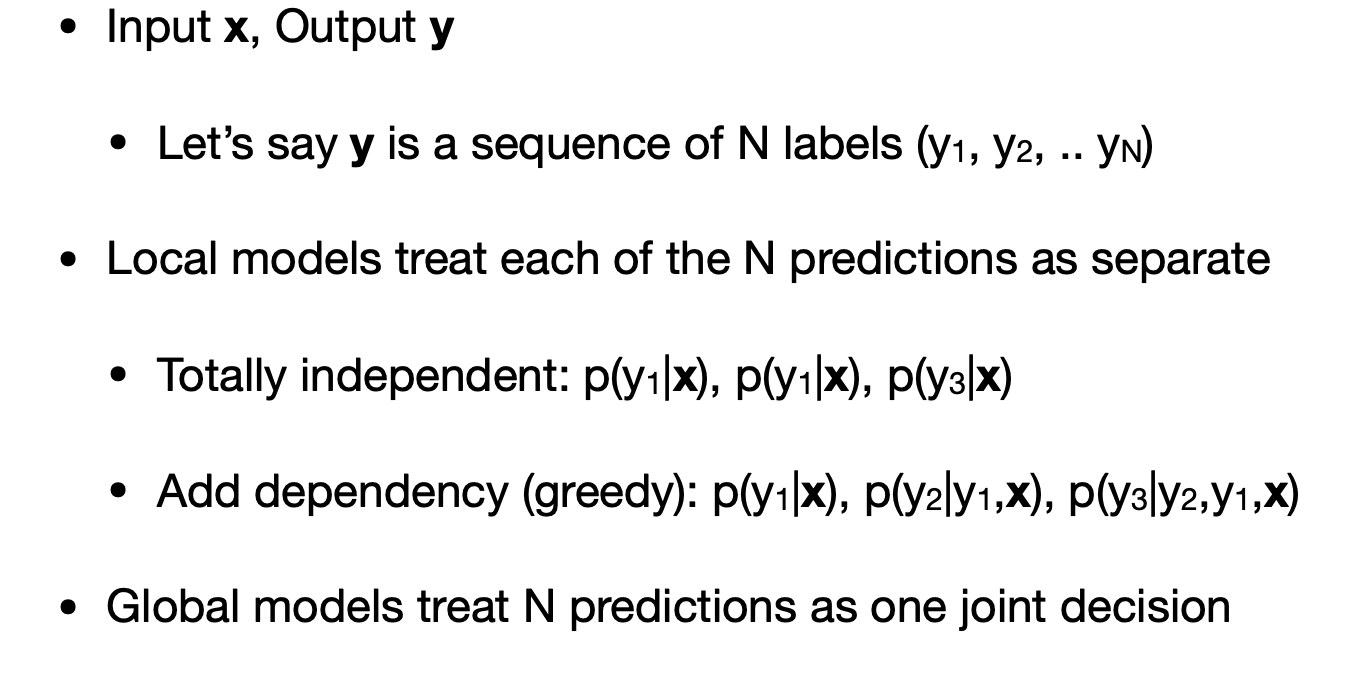 • Input x, Output y
• Let’s say y is a sequence of N labels (y₁, y₂, .. yN)
• Local models treat each of the N predictions as separate
• Totally independent: p(y₁|x), p(y₁|x), p(y₃|x)
• Add dependency (greedy): p(y₁|x), p(y₂|y₁,x), p(y₃|y₂,y₁,x)
• Global models treat N predictions as one joint decision